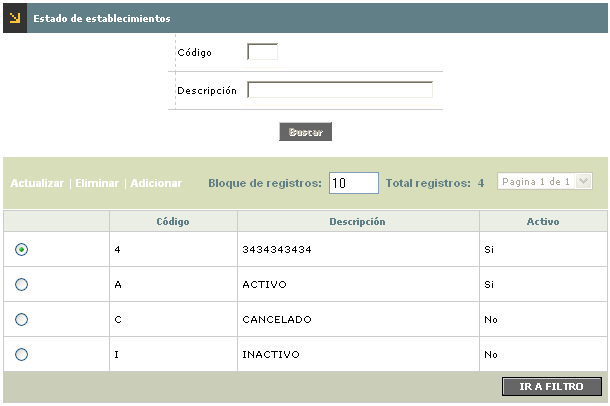 Estado de establecimientos
Código
Descripción
Buscar
Actualizar | Eliminar | Adicionar Bloque de registros: 10 Total registros: 4 Pagina 1 de 1
Código Descripción Activo
4 3434343434 Si
A ACTIVO Si
C CANCELADO No
I INACTIVO No
IR A FILTRO